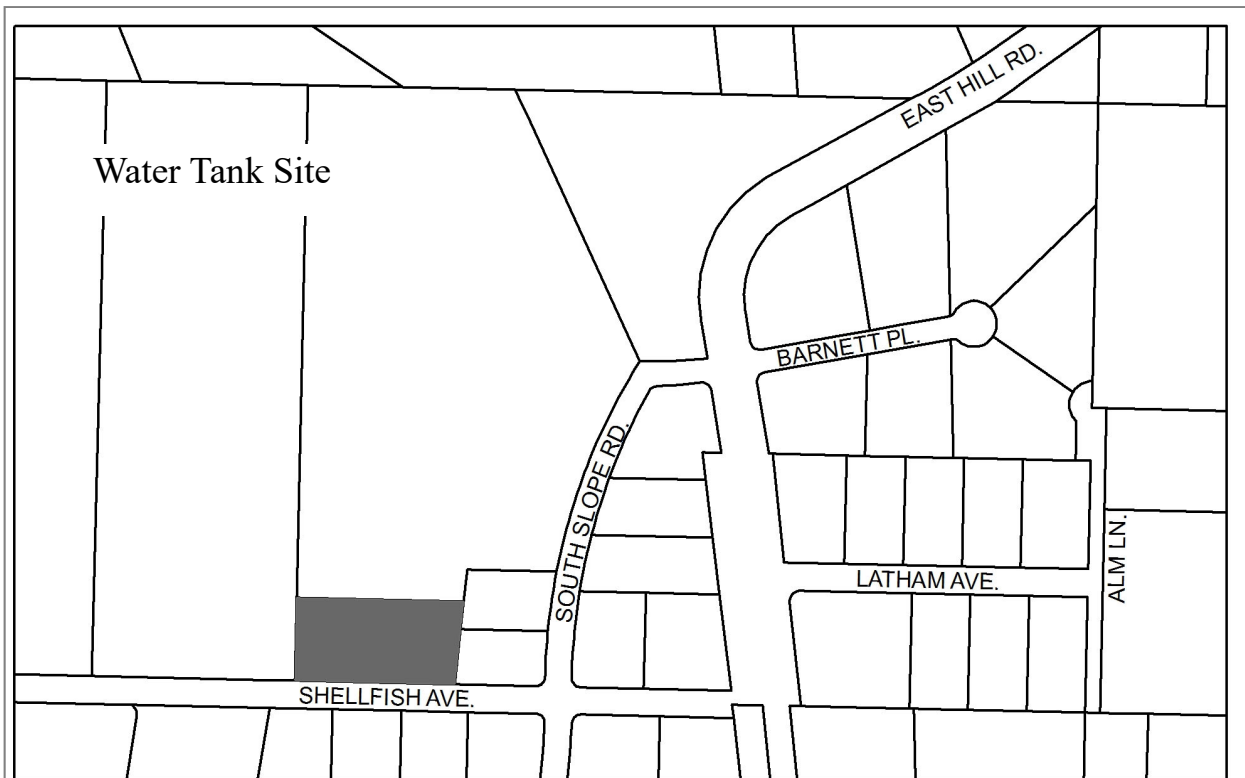 EAST HILL RD.
Water Tank Site
BARNETT PL.
SOUTH SLOPE RD.
LATHAM AVE.
ALM LN.
SHELLFISH AVE.